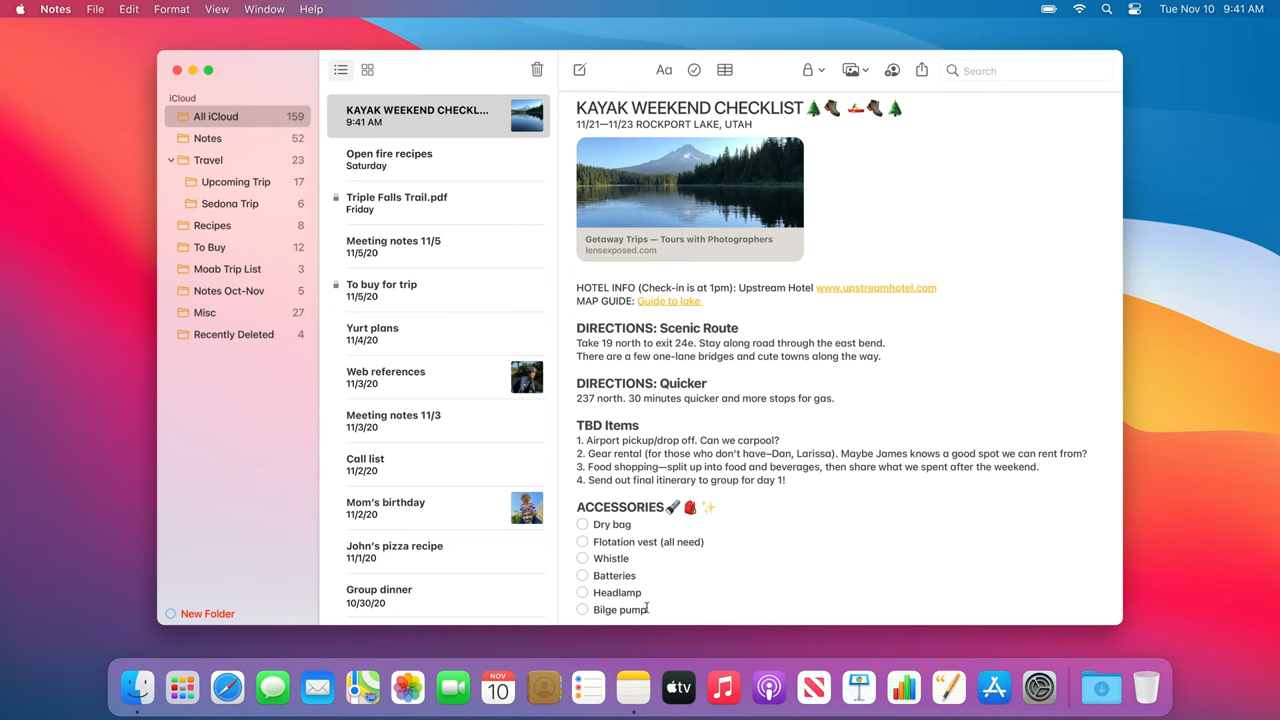 Notes File Edit Format View Window Help
Tue Nov 10 9:41 AM
iCloud
All iCloud 159
Notes 52
Travel 23
Upcoming Trip 17
Sedona Trip 6
Recipes 8
To Buy 12
Moab Trip List 3
Notes Oct-Nov 5
Misc 27
Recently Deleted 4
New Folder
KAYAK WEEKEND CHECKL...
9:41 AM
Open fire recipes
Saturday
Triple Falls Trail.pdf
Friday
Meeting notes 11/5
11/5/20
To buy for trip
11/5/20
Yurt plans
11/4/20
Web references
11/3/20
Meeting notes 11/3
11/3/20
Call list
11/2/20
Mom's birthday
11/2/20
John's pizza recipe
11/1/20
Group dinner
10/30/20
Aa
Search
KAYAK WEEKEND CHECKLIST🌲🥾 🛶🥾🌲
11/21—11/23 ROCKPORT LAKE, UTAH
Getaway Trips — Tours with Photographers
lensexposed.com
HOTEL INFO (Check-in is at 1pm): Upstream Hotel www.upstreamhotel.com
MAP GUIDE: Guide to lake
DIRECTIONS: Scenic Route
Take 19 north to exit 24e. Stay along road through the east bend.
There are a few one-lane bridges and cute towns along the way.
DIRECTIONS: Quicker
237 north. 30 minutes quicker and more stops for gas.
TBD Items
1. Airport pickup/drop off. Can we carpool?
2. Gear rental (for those who don't have–Dan, Larissa). Maybe James knows a good spot we can rent from?
3. Food shopping—split up into food and beverages, then share what we spent after the weekend.
4. Send out final itinerary to group for day 1!
ACCESSORIES🔦🎒✨
Dry bag
Flotation vest (all need)
Whistle
Batteries
Headlamp
Bilge pump
NOV
10
tv